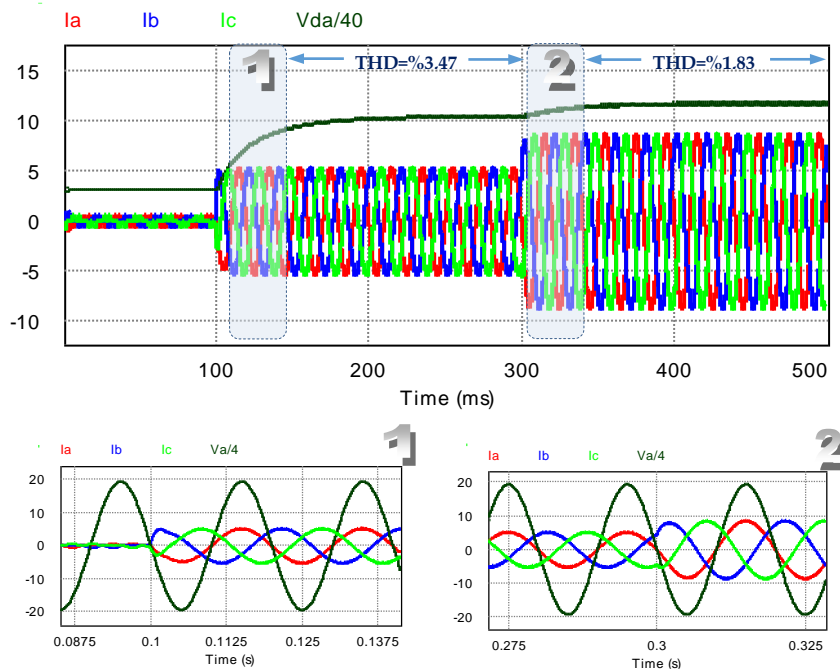 Ia Ib Ic Vda/40
1 THD=%3.47 2 THD=%1.83
15
10
5
0
-5
-10
100 200 300 400 500
Time (ms)
1
Ia Ib Ic Va/4
20
10
0
-10
-20
0.0875 0.1 0.1125 0.125 0.1375
Time (s)
2
Ia Ib Ic Va/4
20
10
0
-10
-20
0.275 0.3 0.325
Time (s)